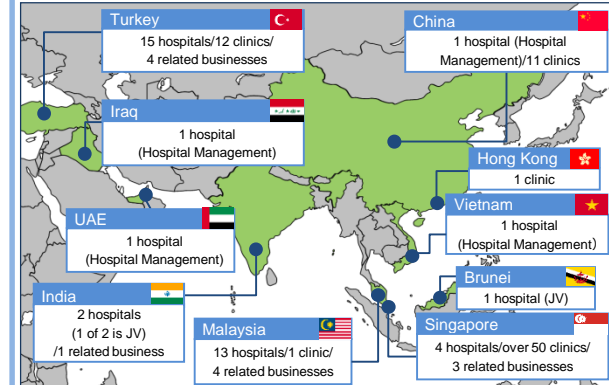 Turkey
15 hospitals/12 clinics/
4 related businesses
China
1 hospital (Hospital
Management)/11 clinics
Iraq
1 hospital
(Hospital Management)
Hong Kong
1 clinic
UAE
1 hospital
(Hospital Management)
Vietnam
1 hospital
(Hospital Management)
India
2 hospitals
(1 of 2 is JV)
/1 related business
Brunei
1 hospital (JV)
Malaysia
13 hospitals/1 clinic/
4 related businesses
Singapore
4 hospitals/over 50 clinics/
3 related businesses